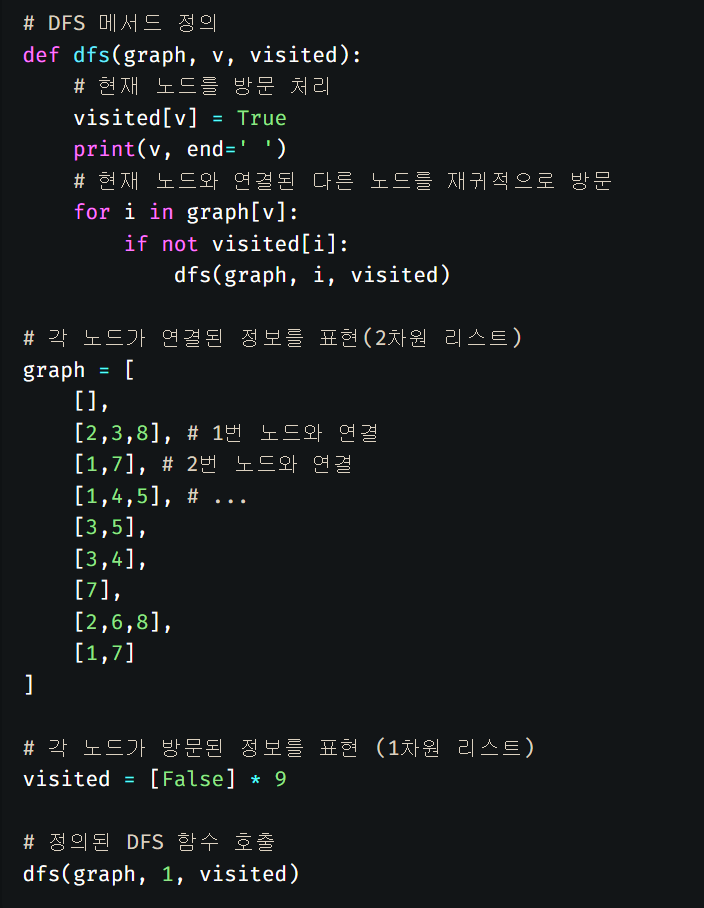 # DFS 메서드 정의
def dfs(graph, v, visited):
    # 현재 노드를 방문 처리
    visited[v] = True
    print(v, end=' ')
    # 현재 노드와 연결된 다른 노드를 재귀적으로 방문
    for i in graph[v]:
        if not visited[i]:
            dfs(graph, i, visited)

# 각 노드가 연결된 정보를 표현(2차원 리스트)
graph = [
    [],
    [2,3,8], # 1번 노드와 연결
    [1,7], # 2번 노드와 연결
    [1,4,5], # ...
    [3,5],
    [3,4],
    [7],
    [2,6,8],
    [1,7]
]

# 각 노드가 방문된 정보를 표현 (1차원 리스트)
visited = [False] * 9

# 정의된 DFS 함수 호출
dfs(graph, 1, visited)